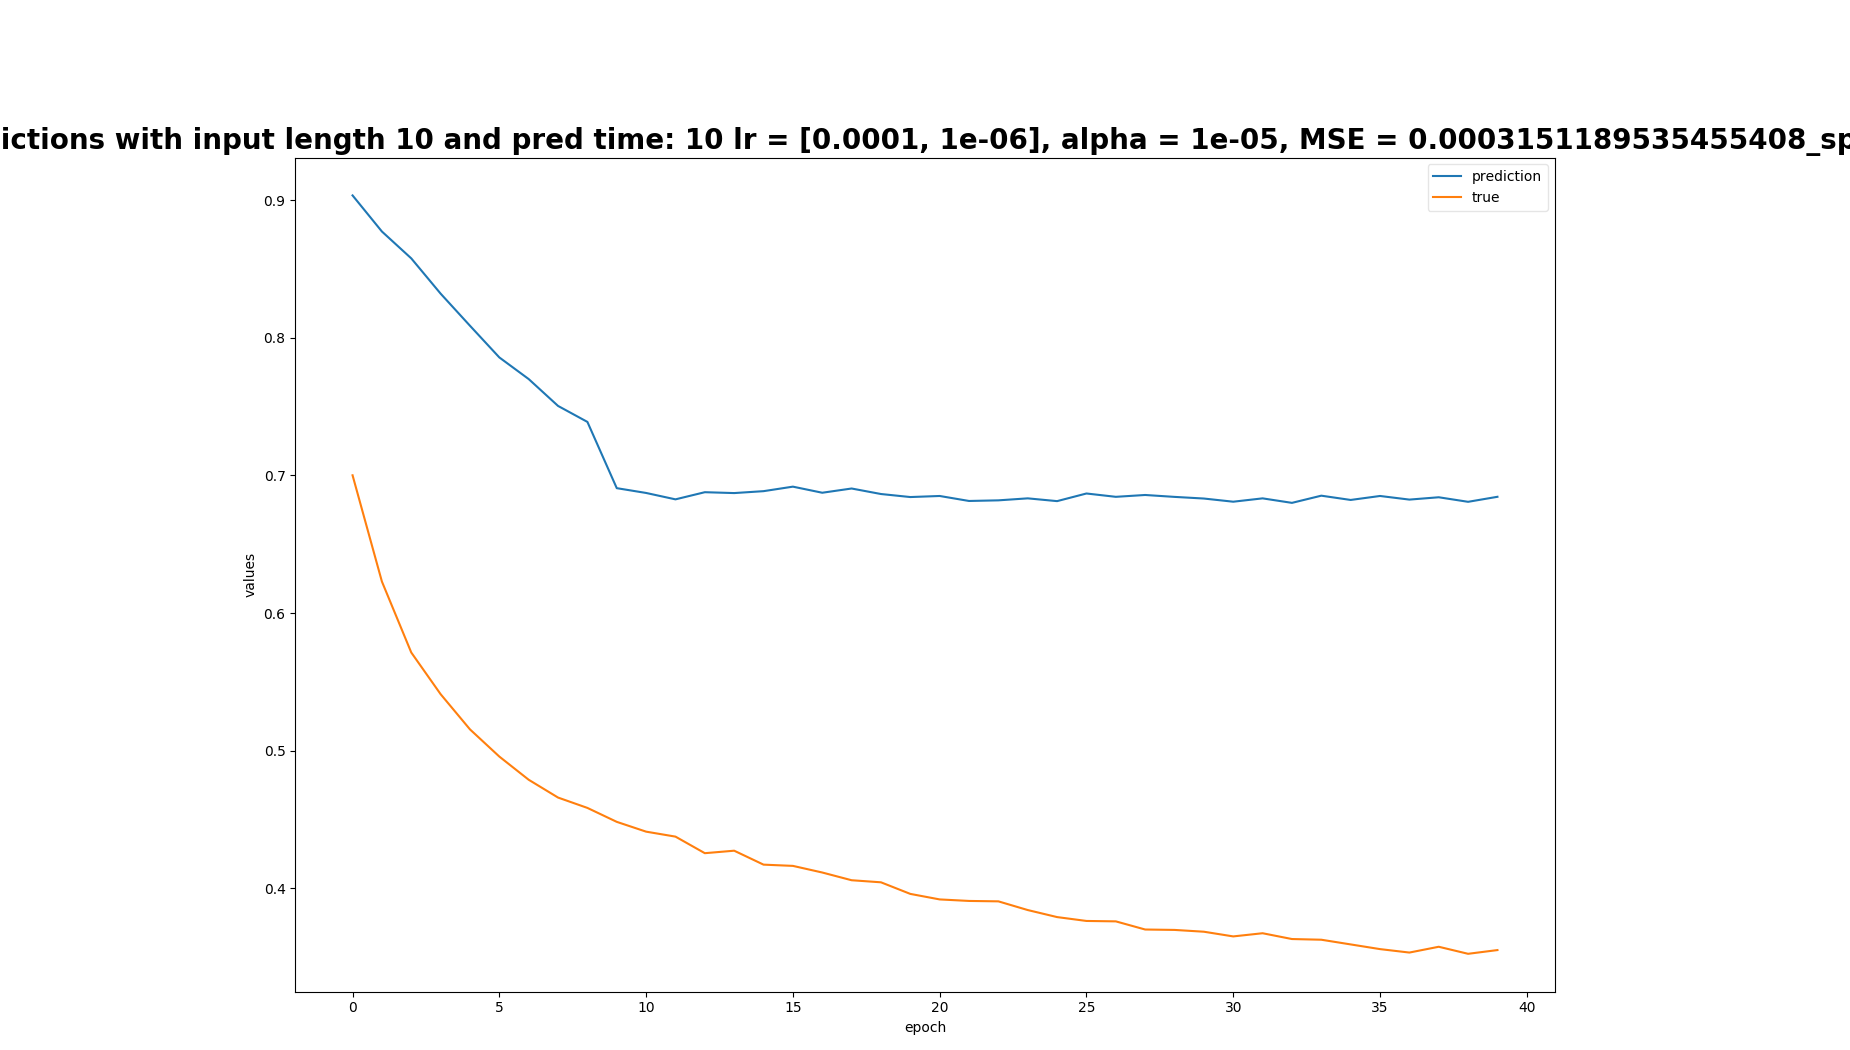 ictions with input length 10 and pred time: 10 lr = [0.0001, 1e-06], alpha = 1e-05, MSE = 0.0003151189535455408_sp
prediction
true
0.9
0.8
0.7
0.6
0.5
0.4
values
0 5 10 15 20 25 30 35 40
epoch